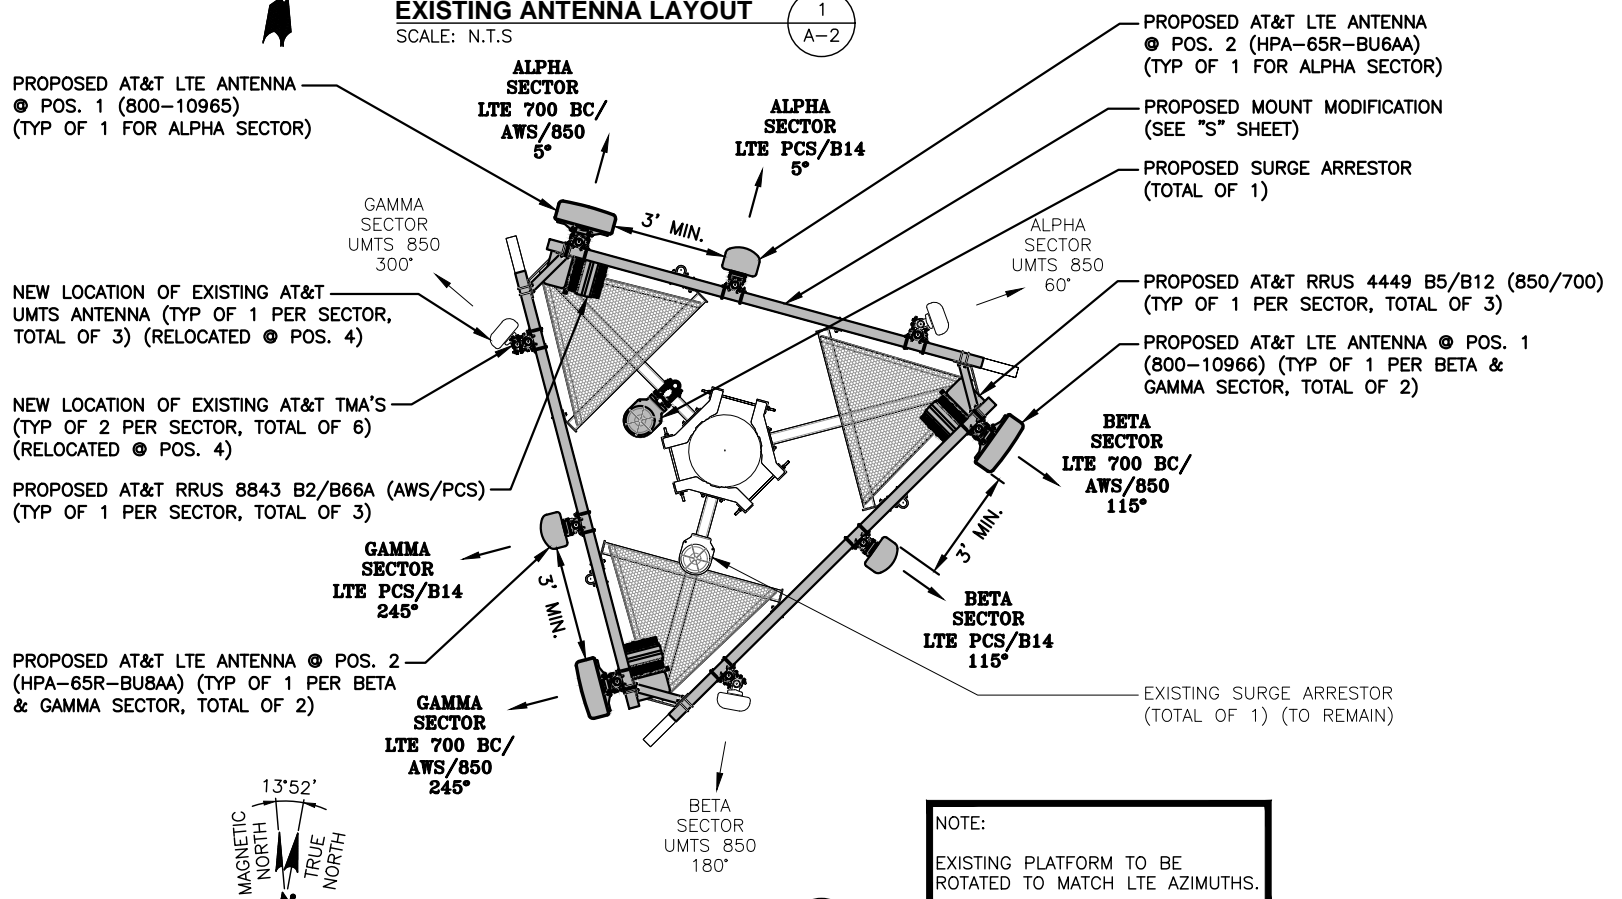 EXISTING ANTENNA LAYOUT
SCALE: N.T.S
1
A-2
PROPOSED AT&T LTE ANTENNA
@ POS. 1 (800-10965)
(TYP OF 1 FOR ALPHA SECTOR)
ALPHA
SECTOR
LTE 700 BC/
AWS/850
5°
ALPHA
SECTOR
LTE PCS/B14
5°
PROPOSED AT&T LTE ANTENNA
@ POS. 2 (HPA-65R-BU6AA)
(TYP OF 1 FOR ALPHA SECTOR)
PROPOSED MOUNT MODIFICATION
(SEE "S" SHEET)
PROPOSED SURGE ARRESTOR
(TOTAL OF 1)
GAMMA
SECTOR
UMTS 850
300°
3' MIN.
ALPHA
SECTOR
UMTS 850
60°
NEW LOCATION OF EXISTING AT&T
UMTS ANTENNA (TYP OF 1 PER SECTOR,
TOTAL OF 3) (RELOCATED @ POS. 4)
PROPOSED AT&T RRUS 4449 B5/B12 (850/700)
(TYP OF 1 PER SECTOR, TOTAL OF 3)
PROPOSED AT&T LTE ANTENNA @ POS. 1
(800-10966) (TYP OF 1 PER BETA &
GAMMA SECTOR, TOTAL OF 2)
NEW LOCATION OF EXISTING AT&T TMA'S
(TYP OF 2 PER SECTOR, TOTAL OF 6)
(RELOCATED @ POS. 4)
BETA
SECTOR
LTE 700 BC/
AWS/850
115°
PROPOSED AT&T RRUS 8843 B2/B66A (AWS/PCS)
(TYP OF 1 PER SECTOR, TOTAL OF 3)
3' MIN.
GAMMA
SECTOR
LTE PCS/B14
245°
3' MIN.
BETA
SECTOR
LTE PCS/B14
115°
PROPOSED AT&T LTE ANTENNA @ POS. 2
(HPA-65R-BU8AA) (TYP OF 1 PER BETA
& GAMMA SECTOR, TOTAL OF 2)
GAMMA
SECTOR
LTE 700 BC/
AWS/850
245°
EXISTING SURGE ARRESTOR
(TOTAL OF 1) (TO REMAIN)
BETA
SECTOR
UMTS 850
180°
13°52'
MAGNETIC
NORTH
TRUE
NORTH
NOTE:
EXISTING PLATFORM TO BE
ROTATED TO MATCH LTE AZIMUTHS.